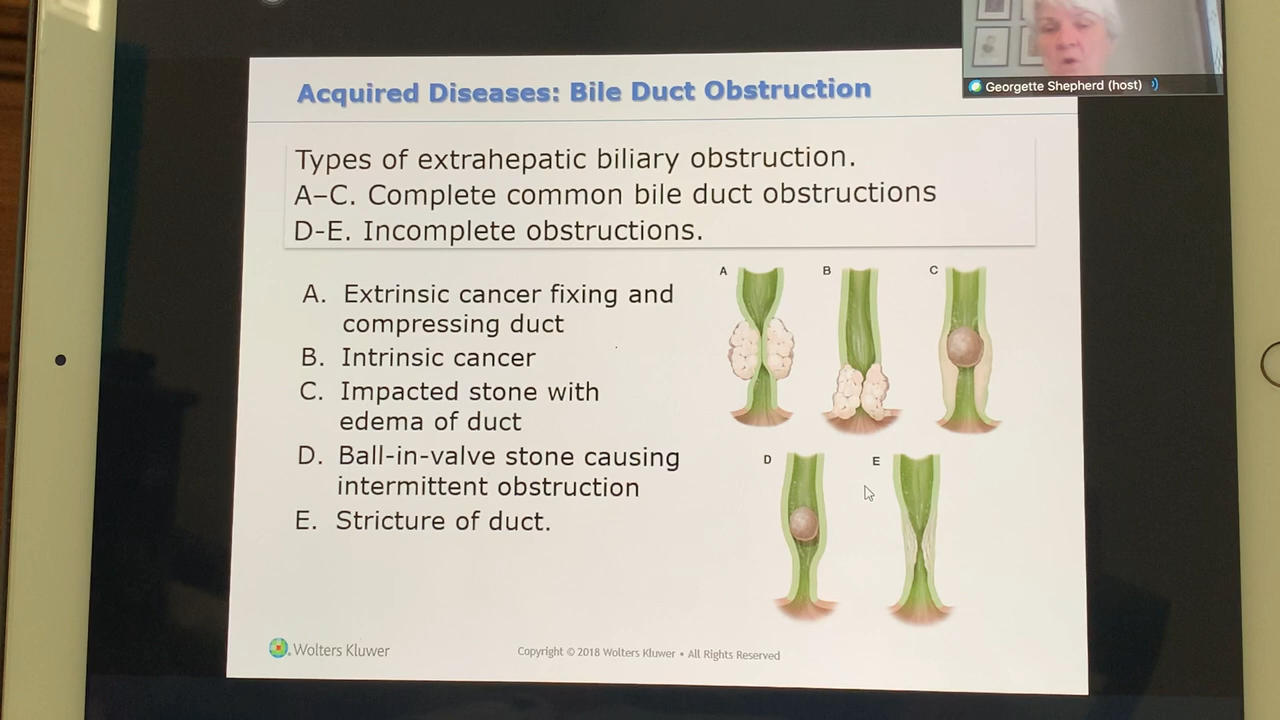 Acquired Diseases: Bile Duct Obstruction
Georgette Shepherd (host)
Types of extrahepatic biliary obstruction.
A–C. Complete common bile duct obstructions
D-E. Incomplete obstructions.
A. Extrinsic cancer fixing and
compressing duct
B. Intrinsic cancer
C. Impacted stone with
edema of duct
D. Ball-in-valve stone causing
intermittent obstruction
E. Stricture of duct.
A
B
C
D
E
Wolters Kluwer
Copyright © 2018 Wolters Kluwer • All Rights Reserved